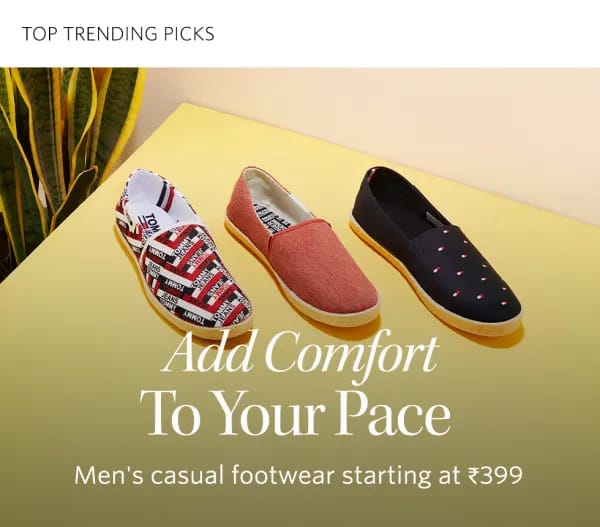 TOP TRENDING PICKS
Add Comfort
To Your Pace
Men's casual footwear starting at ₹399